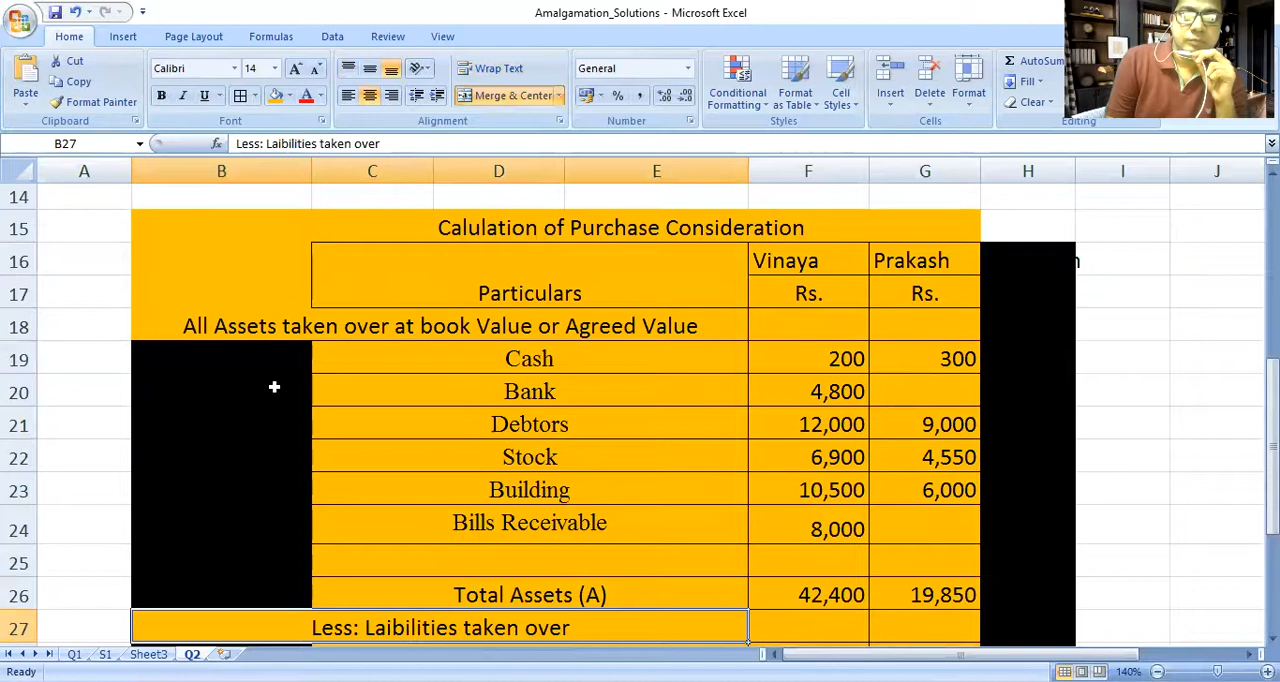 Amalgamation_Solutions - Microsoft Excel
Home Insert Page Layout Formulas Data Review View
Paste Cut Copy Format Painter Clipboard
Calibri 14 A A B I U A Font
Wrap Text Merge & Center Alignment
General % , Number
Conditional Formatting Format as Table Cell Styles Styles
Insert Delete Format Cells
Σ AutoSum Fill Clear Editing
B27 fx Less: Laibilities taken over
A B C D E F G H I J
14
15 Calulation of Purchase Consideration
16 Vinaya Prakash
17 Particulars Rs. Rs.
18 All Assets taken over at book Value or Agreed Value
19 Cash 200 300
20 Bank 4,800
21 Debtors 12,000 9,000
22 Stock 6,900 4,550
23 Building 10,500 6,000
24 Bills Receivable 8,000
25
26 Total Assets (A) 42,400 19,850
27 Less: Laibilities taken over
Q1 S1 Sheet3 Q2
Ready 140%